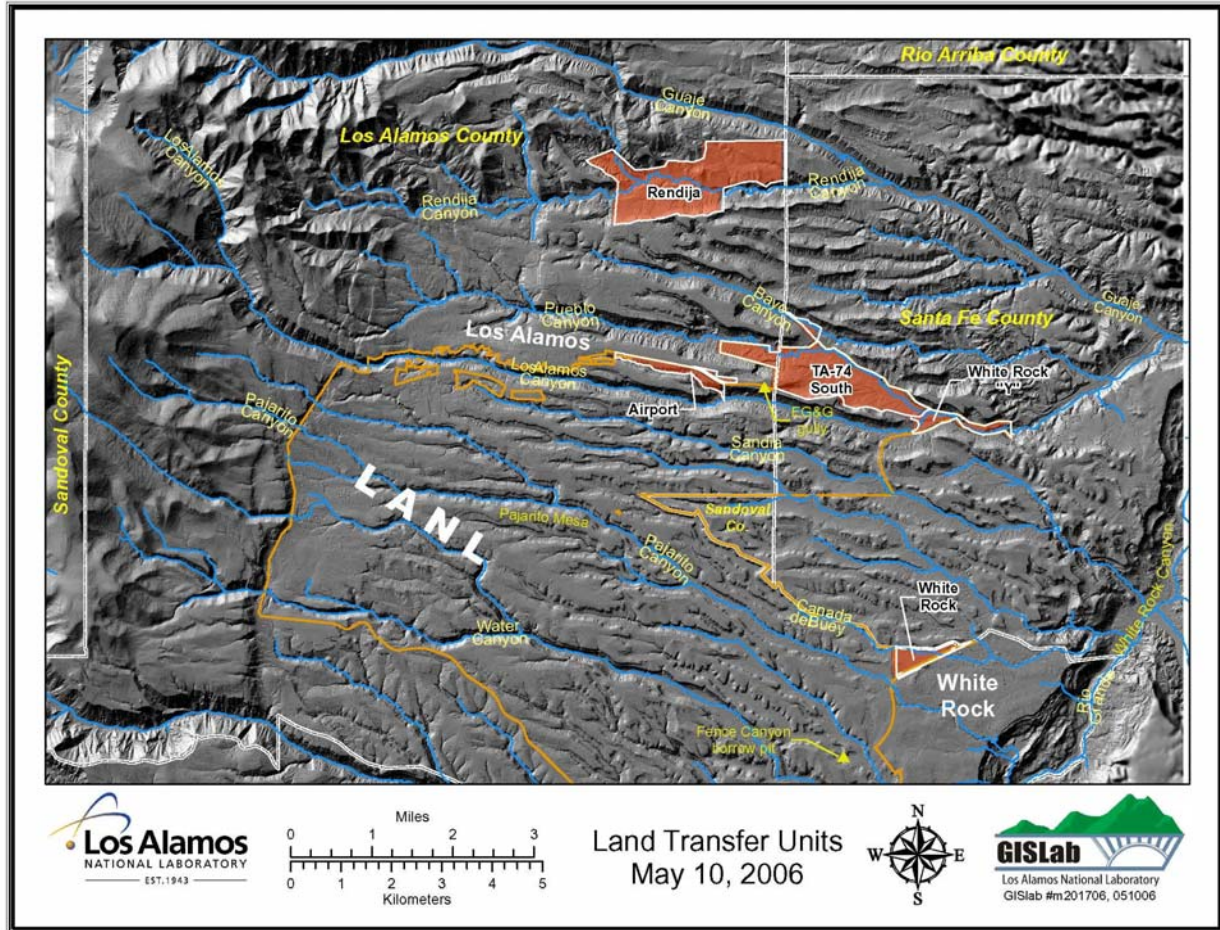 Rio Arriba County
Guaje
Canyon
Los Alamos County
Los Alamos
Canyon
Rendija
Rendija
Canyon
Rendija
Canyon
Guaje
Canyon
Bayo
Canyon
Pueblo
Canyon
Santa Fe County
Los Alamos
Los Alamos
Canyon
TA-74
South
White Rock
"Y"
Airport
EG&G
gully
Pajarito
Canyon
Sandia
Canyon
Sandoval County
LANL
Sandoval
Co.
Pajarito Mesa
Pajarito
Canyon
White
Rock
Canada
de Buey
Water
Canyon
White Rock Canyon
Rio
Grande
White
Rock
Fence Canyon
borrow pit
Los Alamos
NATIONAL LABORATORY
EST. 1943
Miles
0 1 2 3
0 1 2 3 4 5
Kilometers
Land Transfer Units
May 10, 2006
N
W E
S
GISLab
Los Alamos National Laboratory
GISlab #m201706, 051006